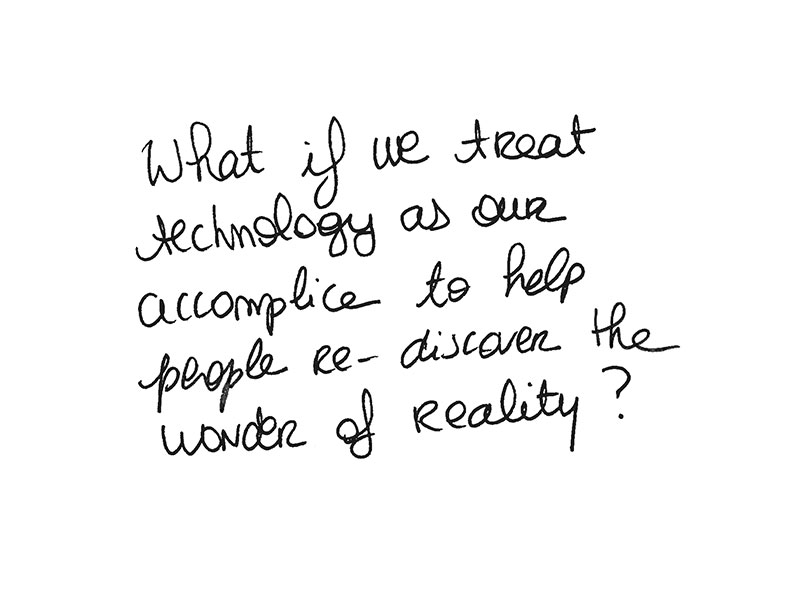 What if we treat
technology as our
accomplice to help
people re-discover the
wonder of reality?